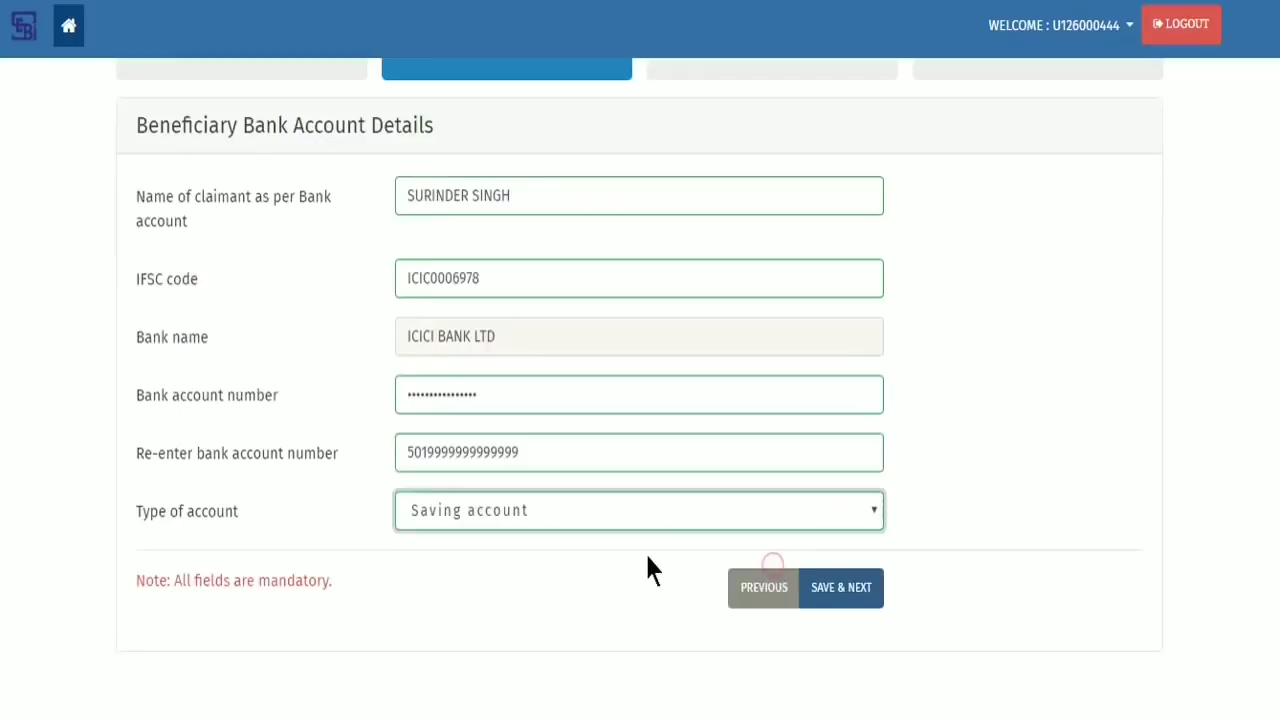 SEBI
WELCOME : U126000444
LOGOUT
Beneficiary Bank Account Details
Name of claimant as per Bank
account
SURINDER SINGH
IFSC code
ICIC0006978
Bank name
ICICI BANK LTD
Bank account number
••••••••••••••••
Re-enter bank account number
5019999999999999
Type of account
Saving account
Note: All fields are mandatory.
PREVIOUS
SAVE & NEXT